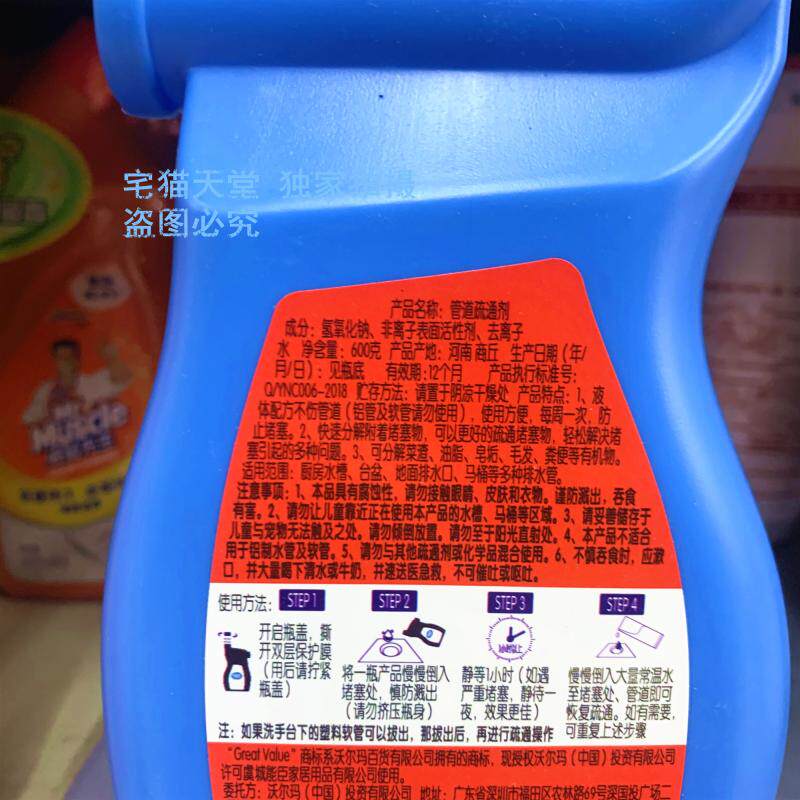 宅猫天堂 独家
盗图必究
Mr
Muscle
产品名称：管道疏通剂
成分：氢氧化钠、非离子表面活性剂、去离子
水 净含量：600克 产品产地：河南 商丘 生产日期（年/
月/日）：见瓶底 有效期：12个月 产品执行标准号：
Q/YNC006-2018 贮存方法：请置于阴凉干燥处 产品特点：1、液
体配方不伤管道（铝管及软管请勿使用），使用方便，每周一次，防
止堵塞。2、快速分解附着堵塞物，可以更好的疏通堵塞物，轻松解决堵
塞引起的多种问题。3、可分解菜渣、油脂、皂垢、毛发、粪便等有机物。
适用范围：厨房水槽、台盆、地面排水口、马桶等多种排水管。
注意事项：1、本品具有腐蚀性，请勿接触眼睛、皮肤和衣物。谨防溅出，吞食
有害。2、请勿让儿童靠近正在使用本产品的水槽、马桶等区域。3、请妥善储存于
儿童与宠物无法触及之处。请勿倾倒放置。请勿至于阳光直射处。4、本产品不适合
用于铝制水管及软管。5、请勿与其他疏通剂或化学品混合使用。6、不慎吞食时，应漱
口，并大量喝下清水或牛奶，并速送医急救，不可催吐或呕吐。
使用方法： STEP 1 STEP 2 STEP 3 STEP 4
开启瓶盖，撕
开双层保护膜
（用后请拧紧
瓶盖）
将一瓶产品慢慢倒入
堵塞处，慎防溅出
（请勿挤压瓶身）
静等1小时（如遇
严重堵塞，静待一
夜，效果更佳）
慢慢倒入大量常温水
至堵塞处、管道即可
恢复疏通。如有需要，
可重复上述步骤
注：如果洗手台下的塑料软管可以拔出，那拔出后，再进行疏通操作
“Great Value”商标系沃尔玛百货有限公司拥有的商标，现授权沃尔玛（中国）投资有限公司
许可虞城能臣家居用品有限公司使用。
委托方：沃尔玛（中国）投资有限公司 地址：广东省深圳市福田区农林路69号深国投广场二